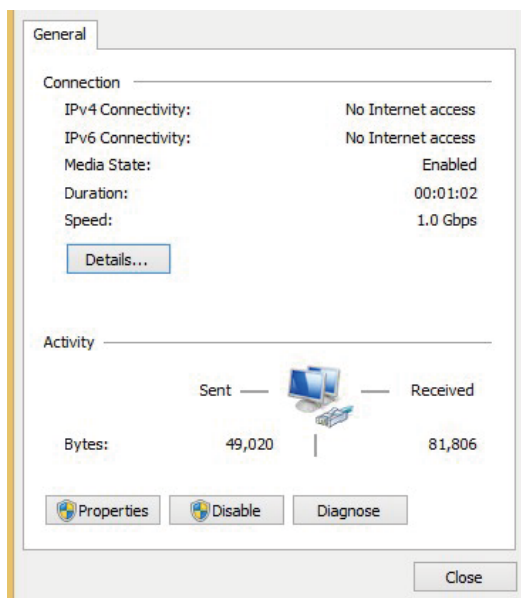 General
Connection
IPv4 Connectivity: No Internet access
IPv6 Connectivity: No Internet access
Media State: Enabled
Duration: 00:01:02
Speed: 1.0 Gbps
Details...
Activity
Sent Received
Bytes: 49,020 81,806
Properties Disable Diagnose
Close